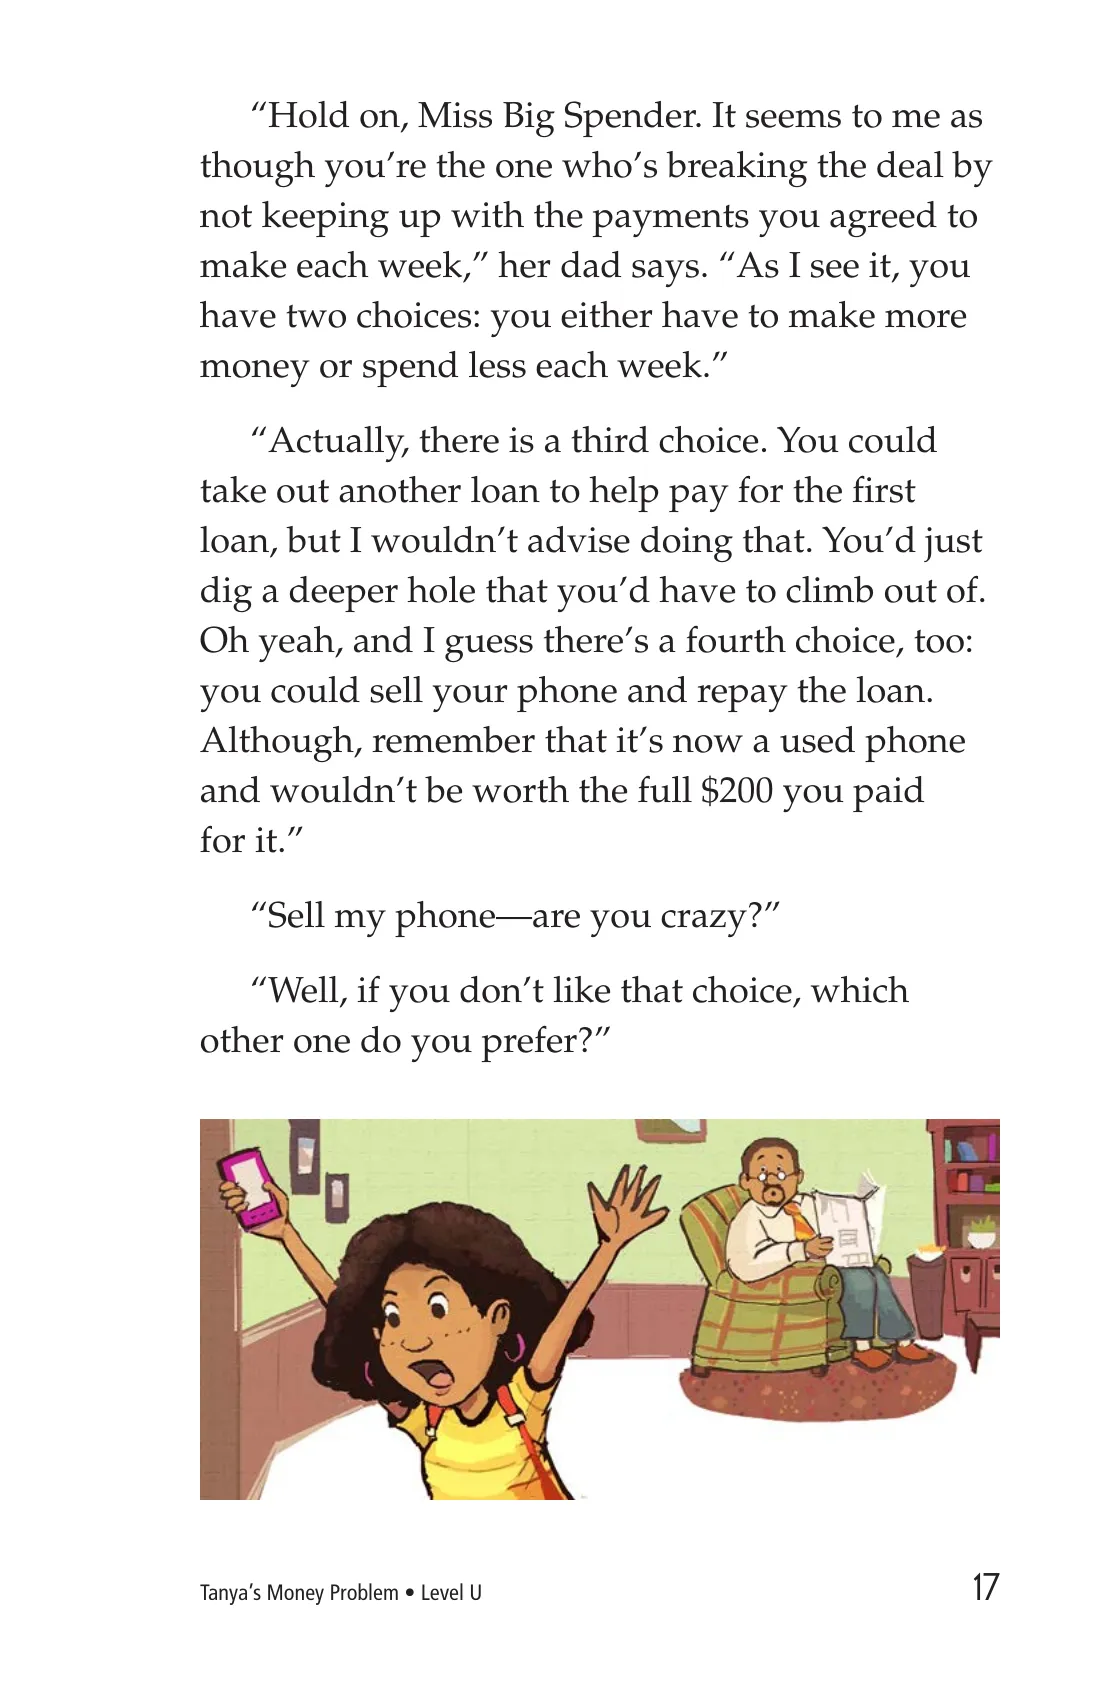 “Hold on, Miss Big Spender. It seems to me as
though you’re the one who’s breaking the deal by
not keeping up with the payments you agreed to
make each week,” her dad says. “As I see it, you
have two choices: you either have to make more
money or spend less each week.”
“Actually, there is a third choice. You could
take out another loan to help pay for the first
loan, but I wouldn’t advise doing that. You’d just
dig a deeper hole that you’d have to climb out of.
Oh yeah, and I guess there’s a fourth choice, too:
you could sell your phone and repay the loan.
Although, remember that it’s now a used phone
and wouldn’t be worth the full $200 you paid
for it.”
“Sell my phone—are you crazy?”
“Well, if you don’t like that choice, which
other one do you prefer?”
Tanya’s Money Problem • Level U
17